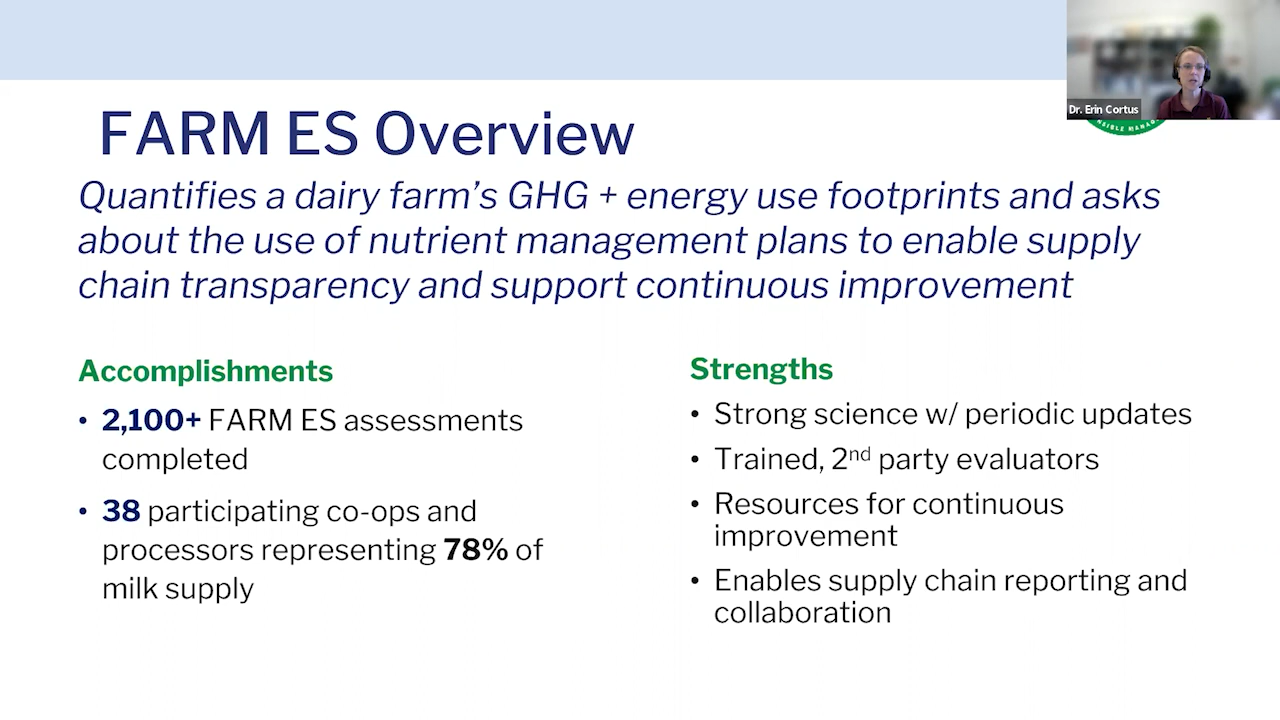 Dr. Erin Cortus
NSIBLE MANAG
FARM ES Overview
Quantifies a dairy farm’s GHG + energy use footprints and asks
about the use of nutrient management plans to enable supply
chain transparency and support continuous improvement
Accomplishments
• 2,100+ FARM ES assessments
completed
• 38 participating co-ops and
processors representing 78% of
milk supply
Strengths
• Strong science w/ periodic updates
• Trained, 2nd party evaluators
• Resources for continuous
improvement
• Enables supply chain reporting and
collaboration